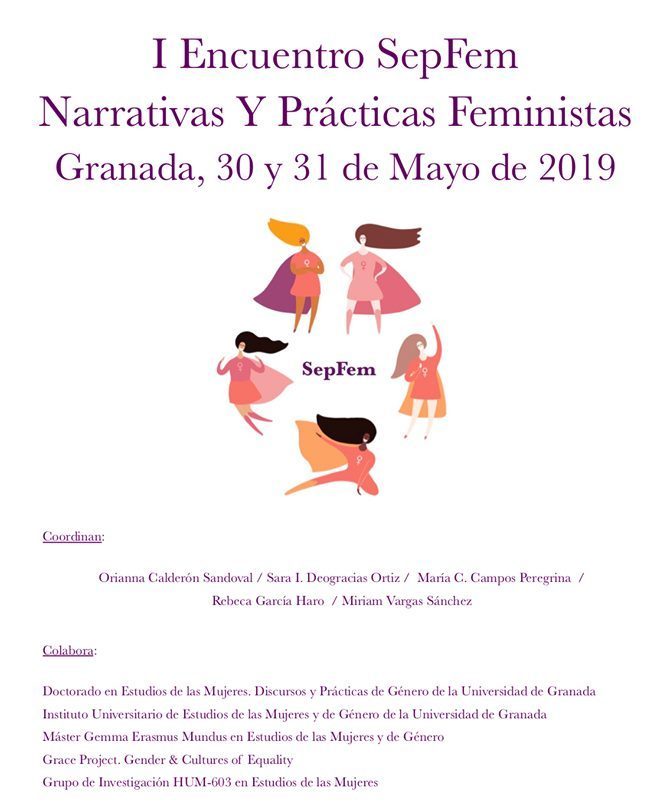 I Encuentro SepFem
Narrativas Y Prácticas Feministas
Granada, 30 y 31 de Mayo de 2019
SepFem
Coordinan:
Orianna Calderón Sandoval / Sara I. Deogracias Ortiz / María C. Campos Peregrina /
Rebeca García Haro / Miriam Vargas Sánchez
Colabora:
Doctorado en Estudios de las Mujeres. Discursos y Prácticas de Género de la Universidad de Granada
Instituto Universitario de Estudios de las Mujeres y de Género de la Universidad de Granada
Máster Gemma Erasmus Mundus en Estudios de las Mujeres y de Género
Grace Project. Gender & Cultures of Equality
Grupo de Investigación HUM-603 en Estudios de las Mujeres